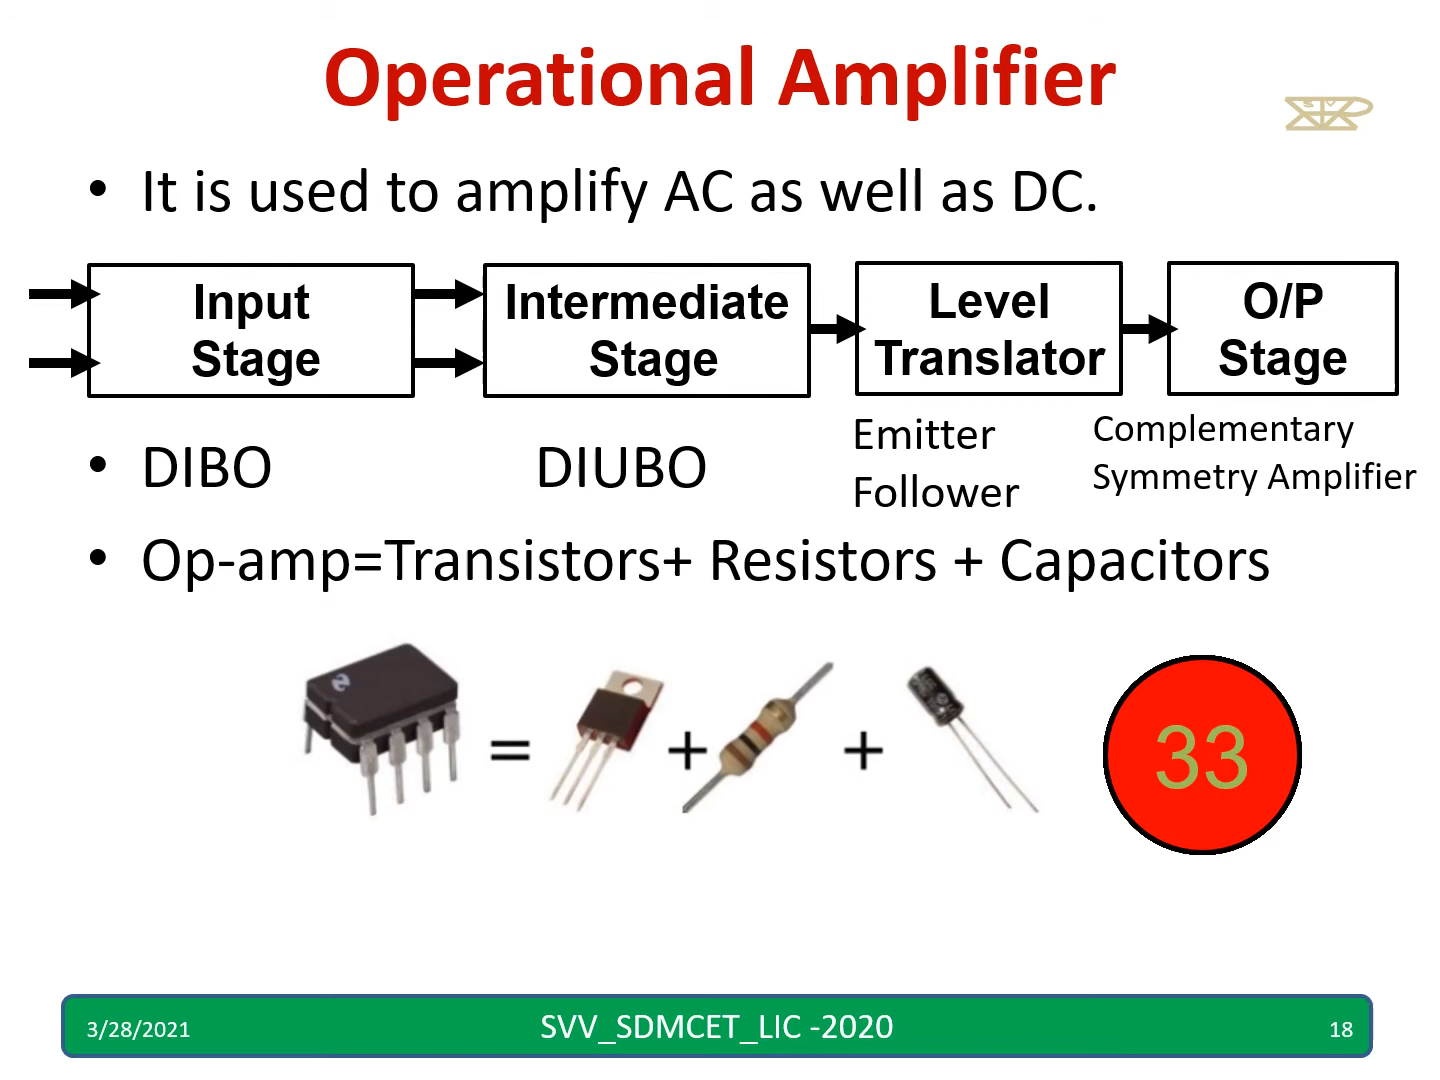 Operational Amplifier
• It is used to amplify AC as well as DC.
Input
Stage
Intermediate
Stage
Level
Translator
O/P
Stage
• DIBO
DIUBO
Emitter
Follower
Complementary
Symmetry Amplifier
• Op-amp=Transistors+ Resistors + Capacitors
= + +
33
3/28/2021
SVV_SDMCET_LIC -2020
18